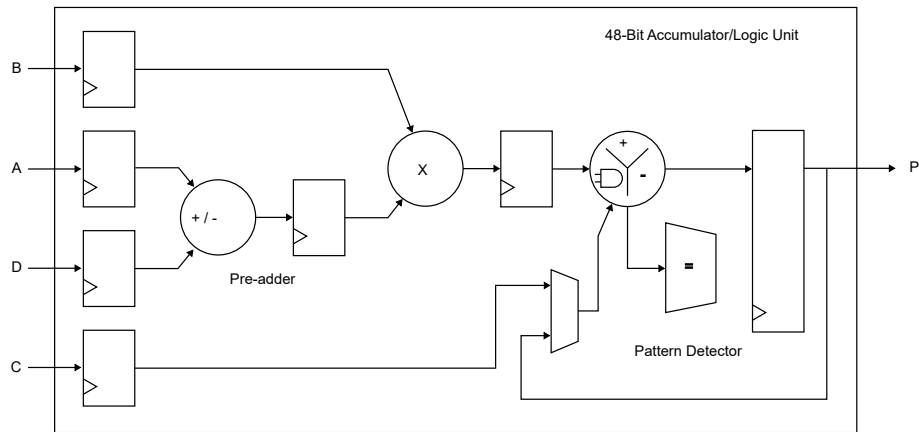 48-Bit Accumulator/Logic Unit
B
A
+
X
P
-
+ / -
D
Pre-adder
=
Pattern Detector
C